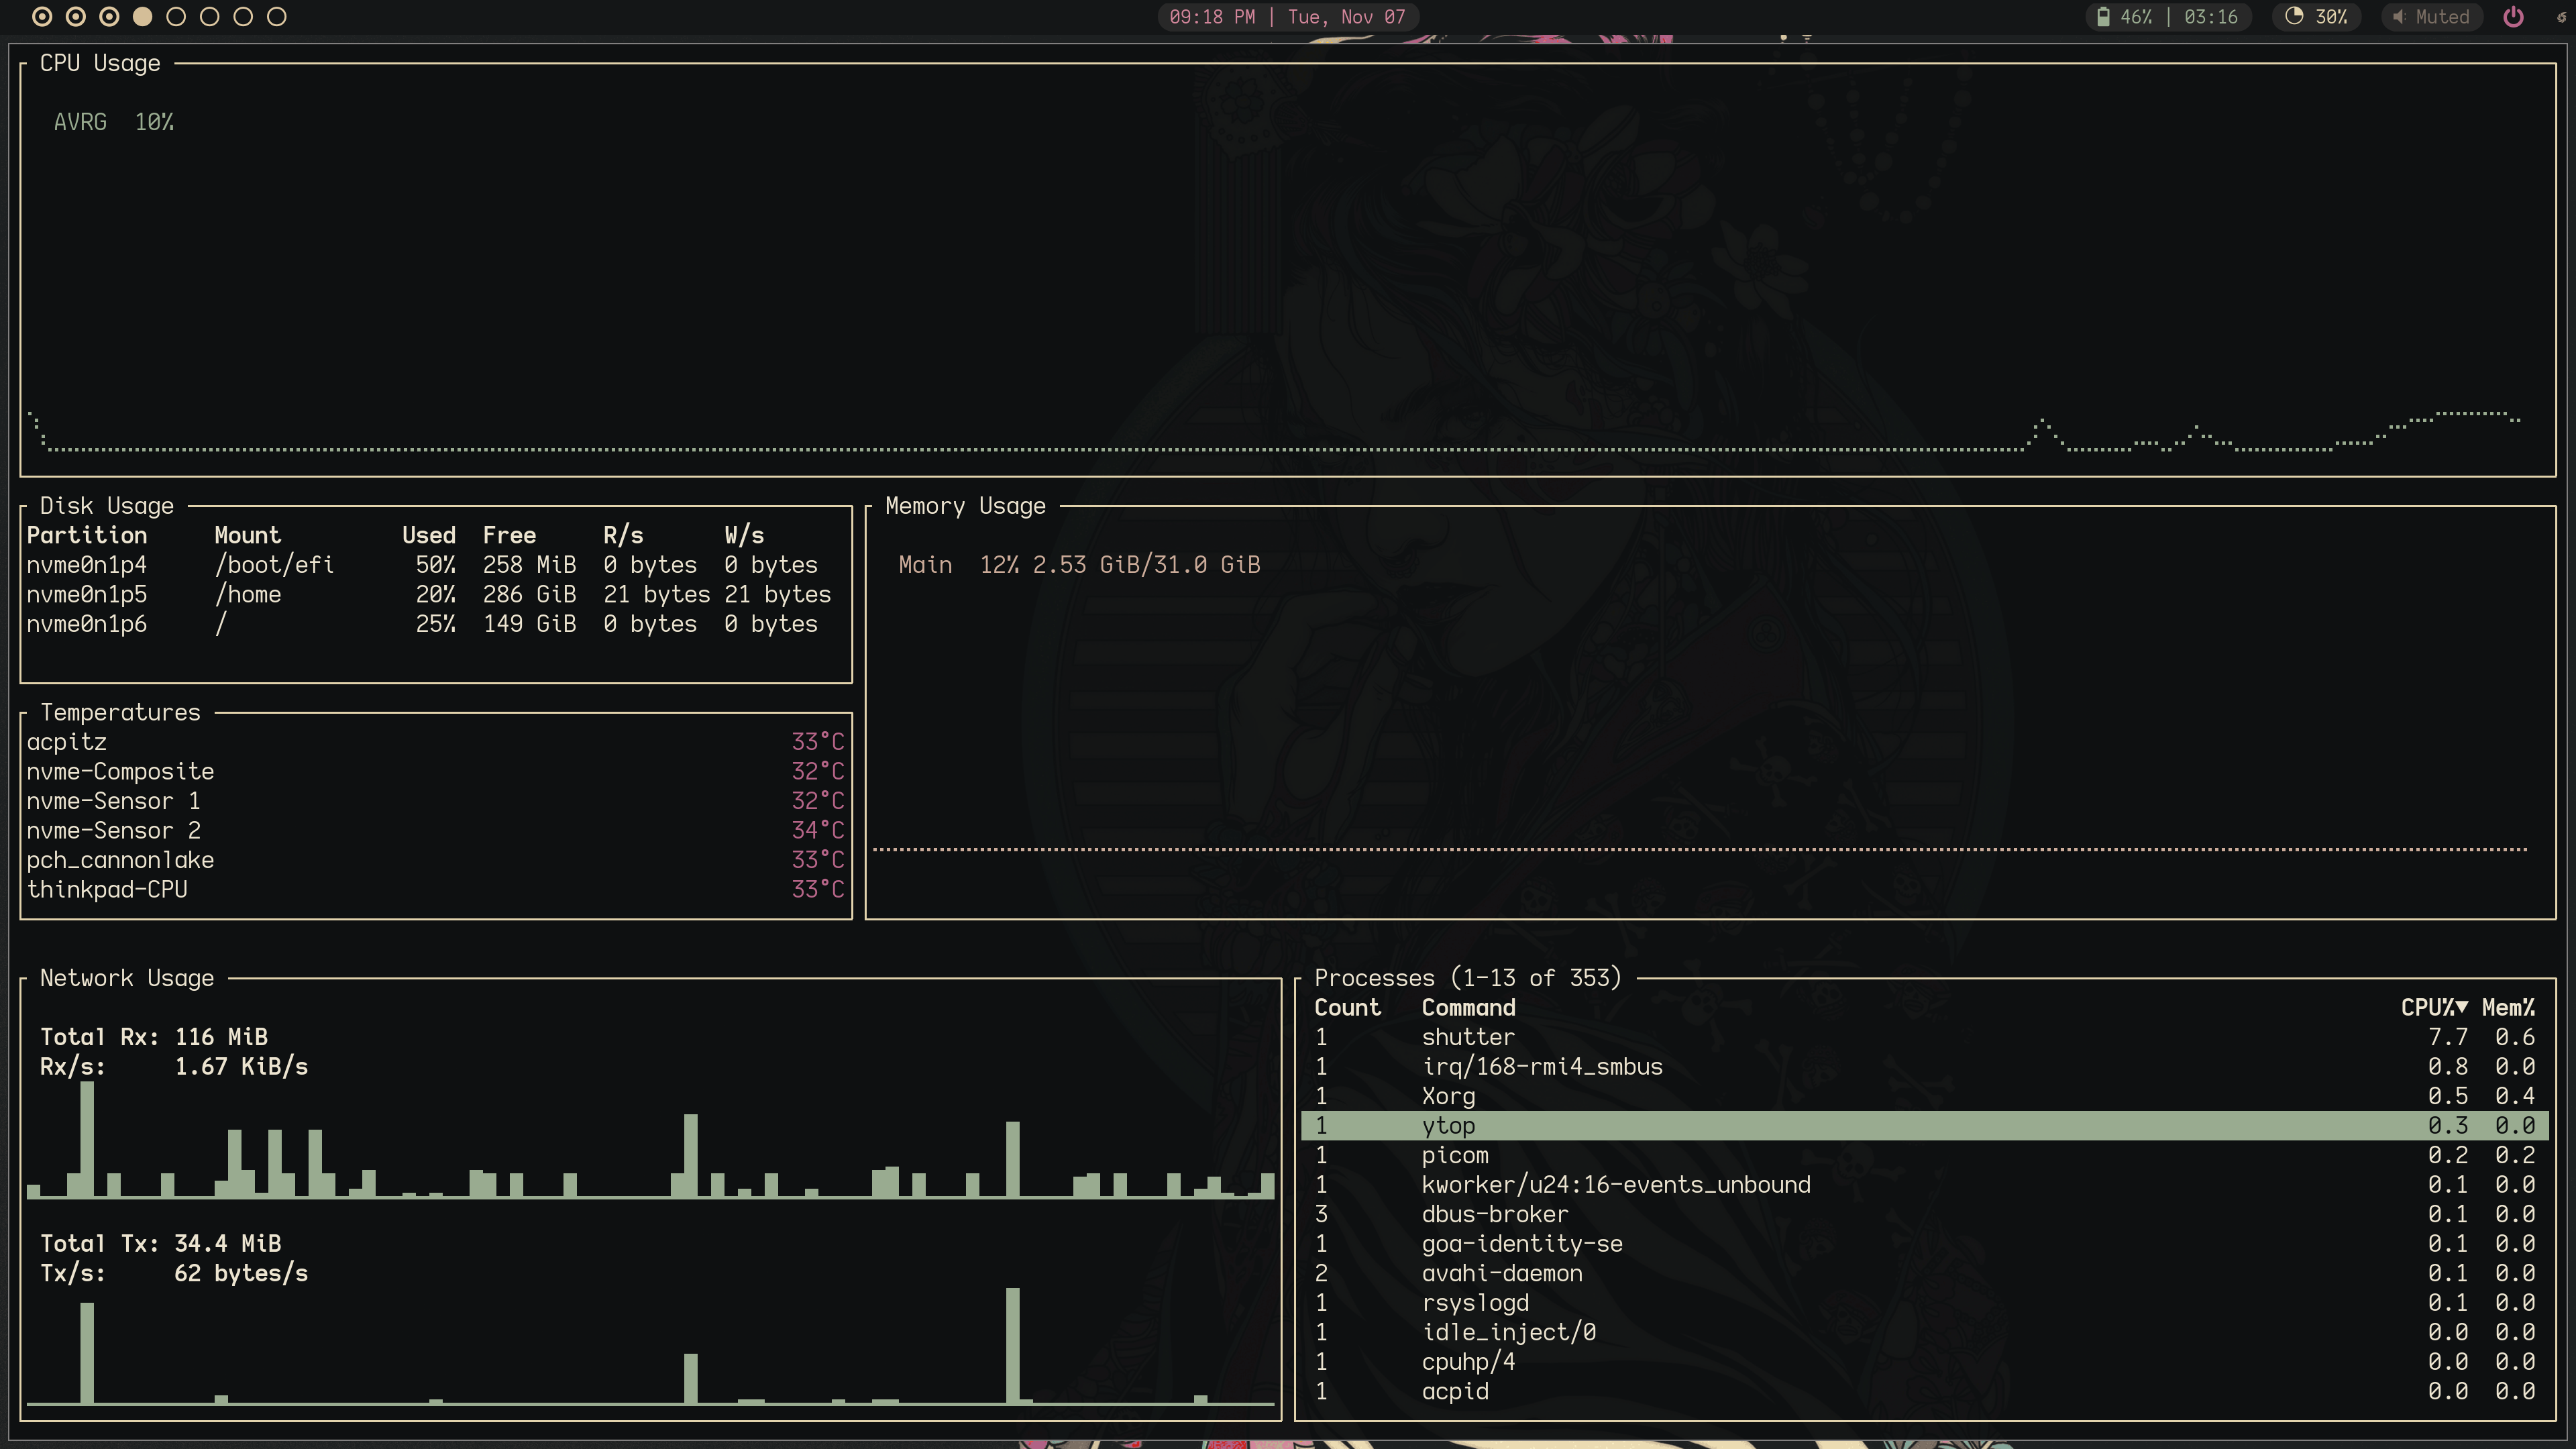 09:18 PM | Tue, Nov 07
46% | 03:16
30%
Muted
CPU Usage
AVRG 10%
Disk Usage
Partition Mount Used Free R/s W/s
nvme0n1p4 /boot/efi 50% 258 MiB 0 bytes 0 bytes
nvme0n1p5 /home 20% 286 GiB 21 bytes 21 bytes
nvme0n1p6 / 25% 149 GiB 0 bytes 0 bytes
Memory Usage
Main 12% 2.53 GiB/31.0 GiB
Temperatures
acpitz 33°C
nvme-Composite 32°C
nvme-Sensor 1 32°C
nvme-Sensor 2 34°C
pch_cannonlake 33°C
thinkpad-CPU 33°C
Network Usage
Total Rx: 116 MiB
Rx/s: 1.67 KiB/s
Total Tx: 34.4 MiB
Tx/s: 62 bytes/s
Processes (1-13 of 353)
Count Command CPU%▼ Mem%
1 shutter 7.7 0.6
1 irq/168-rmi4_smbus 0.8 0.0
1 Xorg 0.5 0.4
1 ytop 0.3 0.0
1 picom 0.2 0.2
1 kworker/u24:16-events_unbound 0.1 0.0
3 dbus-broker 0.1 0.0
1 goa-identity-se 0.1 0.0
2 avahi-daemon 0.1 0.0
1 rsyslogd 0.1 0.0
1 idle_inject/0 0.0 0.0
1 cpuhp/4 0.0 0.0
1 acpid 0.0 0.0